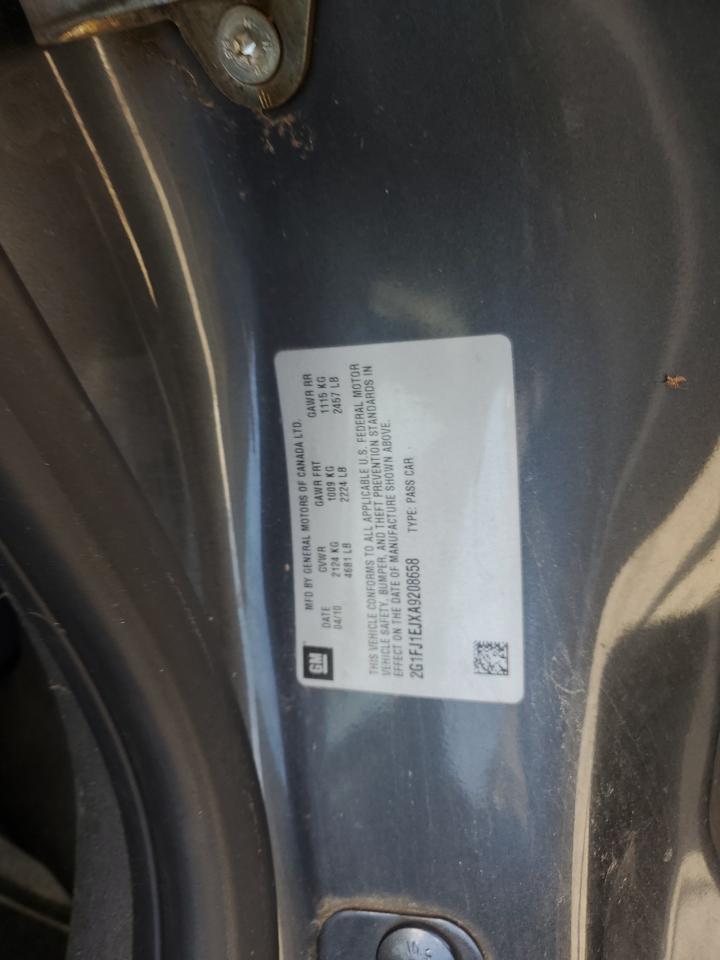 GM
MFD BY GENERAL MOTORS OF CANADA LTD.
DATE GVWR GAWR FRT GAWR RR
04/10 2124 KG 1009 KG 1115 KG
4681 LB 2224 LB 2457 LB
THIS VEHICLE CONFORMS TO ALL APPLICABLE U.S. FEDERAL MOTOR
VEHICLE SAFETY, BUMPER, AND THEFT PREVENTION STANDARDS IN
EFFECT ON THE DATE OF MANUFACTURE SHOWN ABOVE.
2G1FJ1EJXA9208658 TYPE: PASS CAR